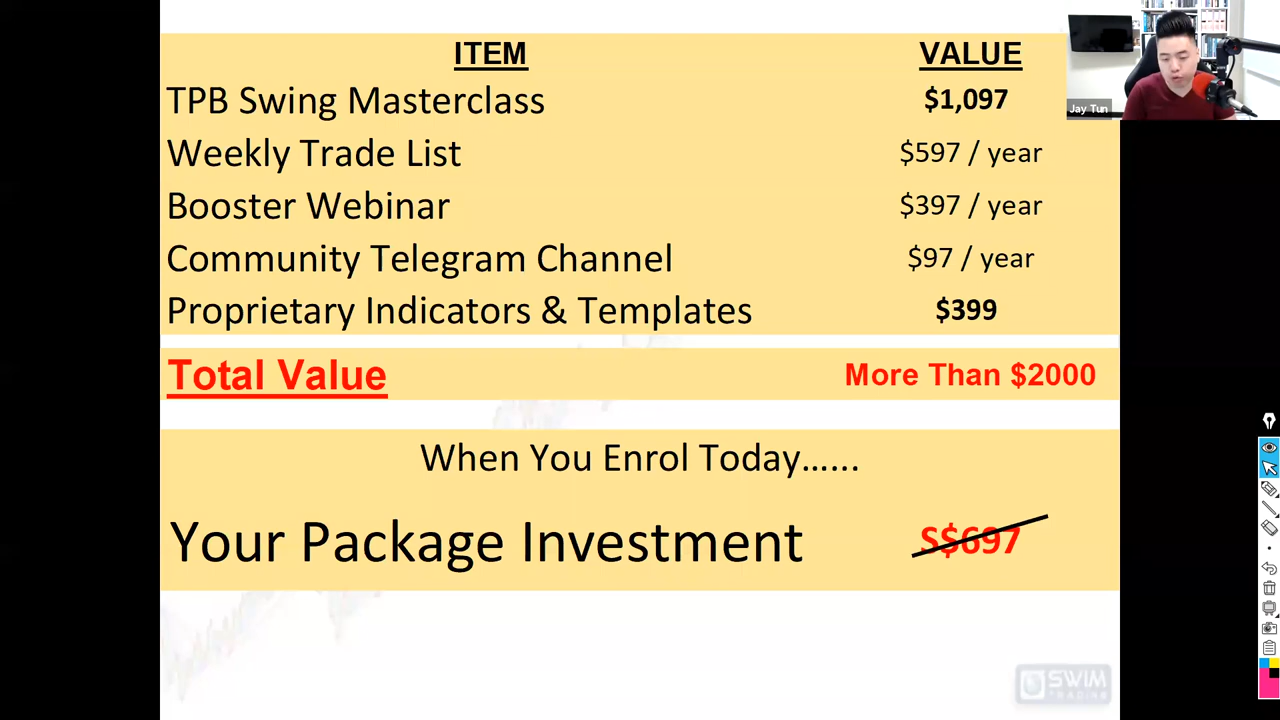 ITEM VALUE
TPB Swing Masterclass $1,097
Weekly Trade List $597 / year
Booster Webinar $397 / year
Community Telegram Channel $97 / year
Proprietary Indicators & Templates $399
Total Value More Than $2000
When You Enrol Today......
Your Package Investment S$697
Jay Tun
SWIM
TRADING